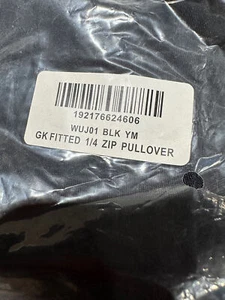 192176624606
WUJ01 BLK YM
GK FITTED 1/4 ZIP PULLOVER